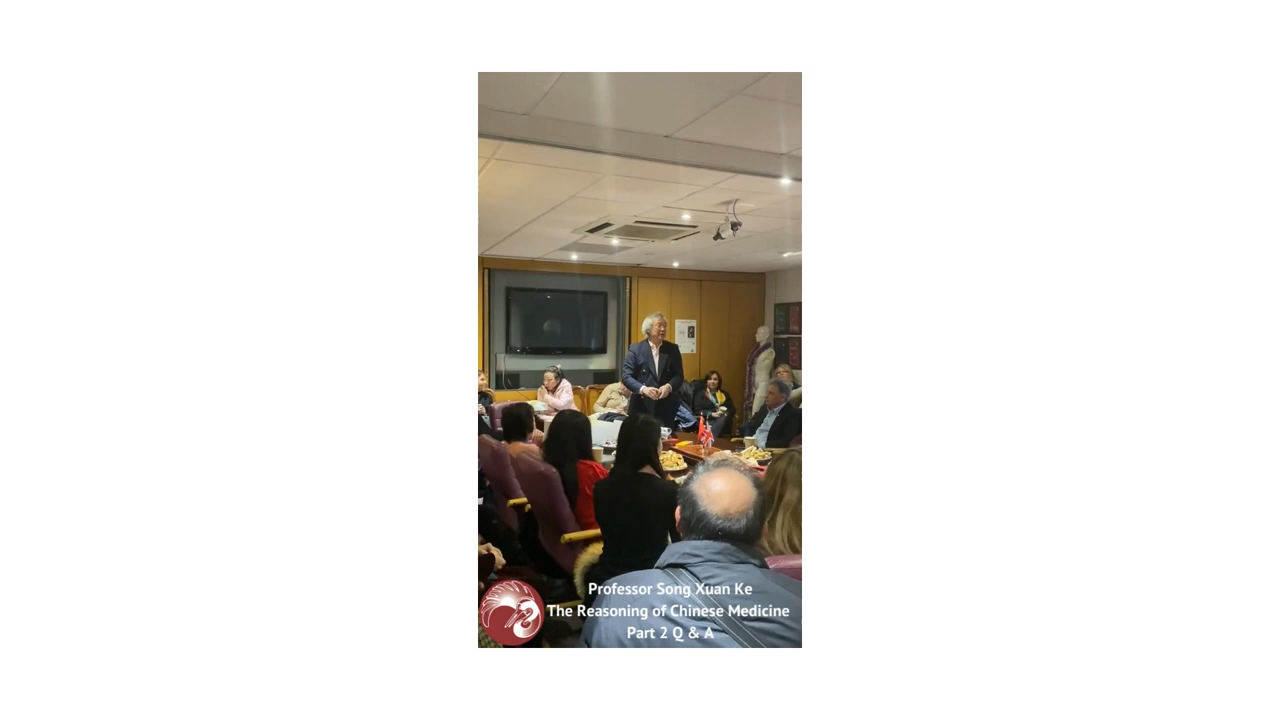 Professor Song Xuan Ke
The Reasoning of Chinese Medicine
Part 2 Q & A